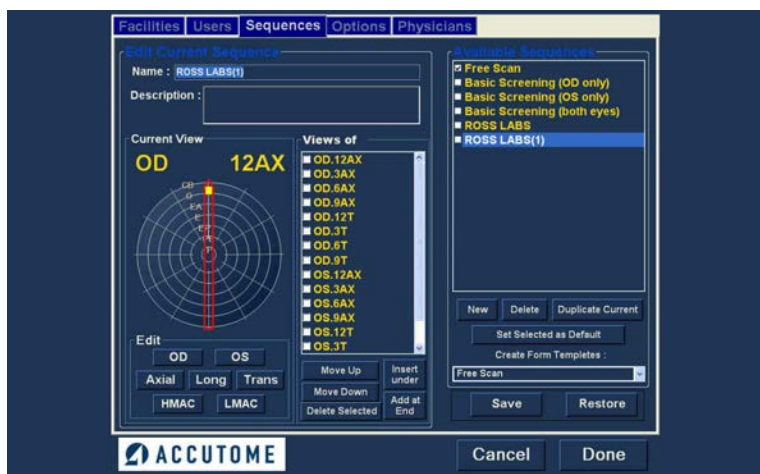 Facilities Users Sequences Options Physicians
Edit Current Sequence
Name : ROSS LABS(1)
Description :
Current View
OD 12AX
CB
O
EA
E
EP
PE
P
Edit
OD OS
Axial Long Trans
HMAC LMAC
Views of
OD.12AX
OD.3AX
OD.6AX
OD.9AX
OD.12T
OD.3T
OD.6T
OD.9T
OS.12AX
OS.3AX
OS.6AX
OS.9AX
OS.12T
OS.3T
Move Up
Insert under
Move Down
Add at End
Delete Selected
Available Sequences
Free Scan
Basic Screening (OD only)
Basic Screening (OS only)
Basic Screening (both eyes)
ROSS LABS
ROSS LABS(1)
New Delete Duplicate Current
Set Selected as Default
Create Form Templetes :
Free Scan
Save Restore
ACCUTOME
Cancel Done